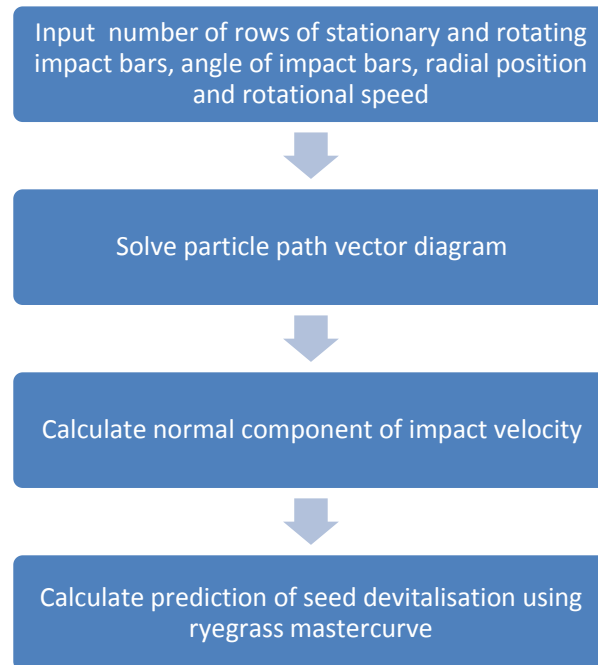 Input  number of rows of stationary and rotating
impact bars, angle of impact bars, radial position
and rotational speed
Solve particle path vector diagram
Calculate normal component of impact velocity
Calculate prediction of seed devitalisation using
ryegrass mastercurve